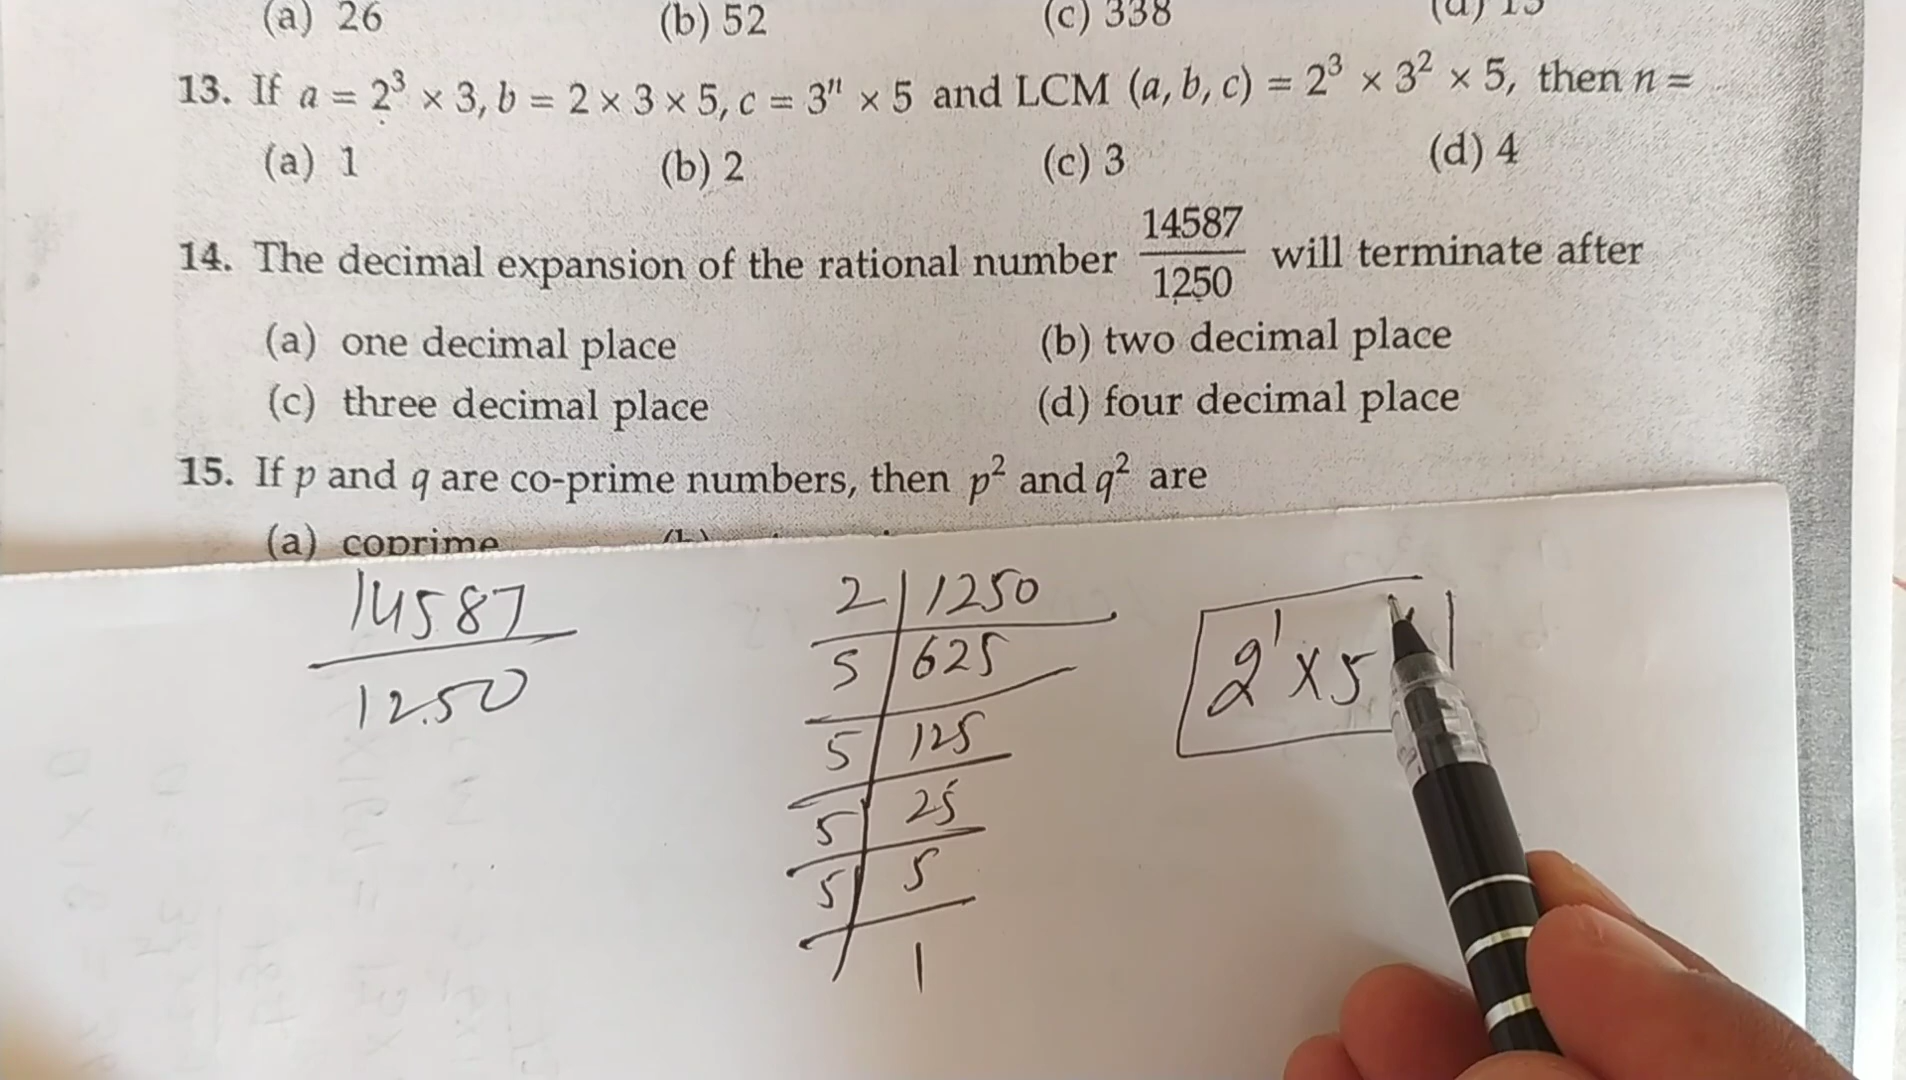 (a) 26 (b) 52 (c) 338 (d) 13
13. If a = 2³ × 3, b = 2 × 3 × 5, c = 3ⁿ × 5 and LCM (a, b, c) = 2³ × 3² × 5, then n =
(a) 1 (b) 2 (c) 3 (d) 4
14. The decimal expansion of the rational number 14587/1250 will terminate after
(a) one decimal place (b) two decimal place
(c) three decimal place (d) four decimal place
15. If p and q are co-prime numbers, then p² and q² are
(a) coprime
14587
1250
2 | 1250
5 | 625
5 | 125
5 | 25
5 | 5
1
2¹ × 5